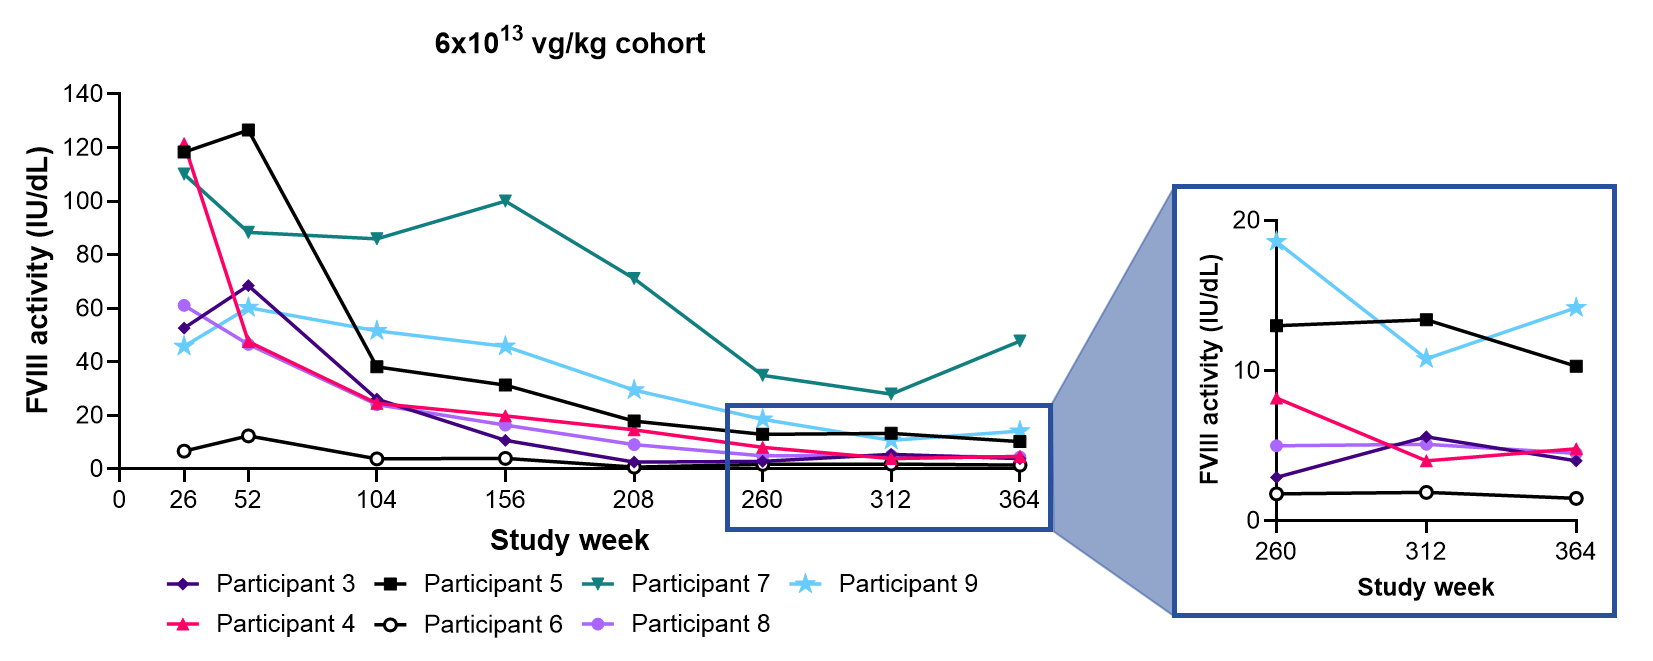 6x10¹³ vg/kg cohort
FVIII activity (IU/dL)
140
120
100
80
60
40
20
0
0 26 52 104 156 208 260 312 364
Study week
Participant 3 Participant 5 Participant 7 Participant 9
Participant 4 Participant 6 Participant 8
FVIII activity (IU/dL)
20
10
0
260 312 364
Study week